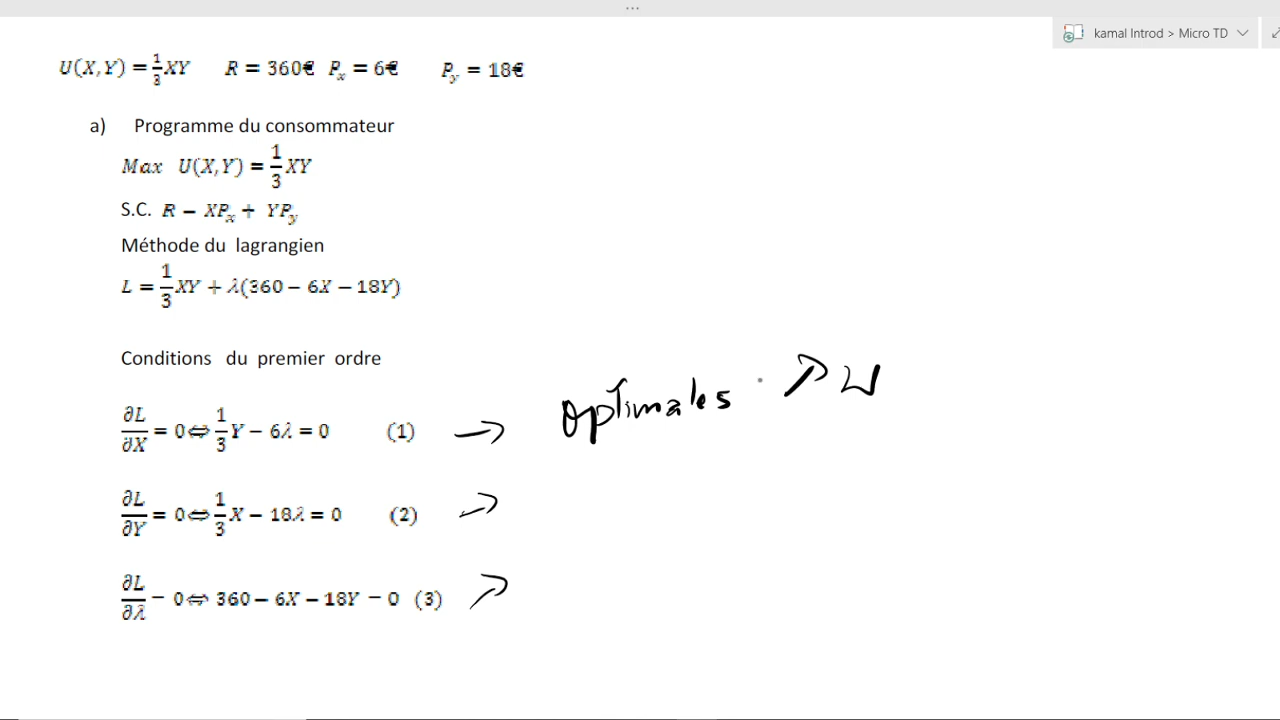 kamal Introd > Micro TD
U(X,Y) = 1/3 XY R = 360€ Px = 6€ Py = 18€
a) Programme du consommateur
Max U(X,Y) = 1/3 XY
S.C. R − XPx + YPy
Méthode du lagrangien
L = 1/3 XY + λ(360 − 6X − 18Y)
Conditions du premier ordre
optimales
∂L/∂X = 0⇔ 1/3 Y − 6λ = 0 (1) →
∂L/∂Y = 0⇔ 1/3 X − 18λ = 0 (2) →
∂L/∂λ − 0⇔ 360 − 6X − 18Y − 0 (3)